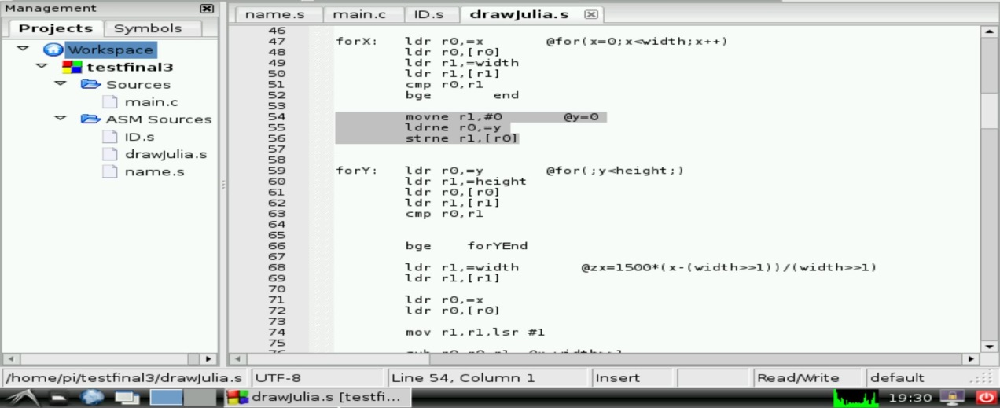 Management
Projects Symbols
Workspace
testfinal3
Sources
main.c
ASM Sources
ID.s
drawJulia.s
name.s
name.s main.c ID.s drawJulia.s
46
47 forX: ldr r0,=x @for(x=0;x<width;x++)
48 ldr r0,[r0]
49 ldr r1,=width
50 ldr r1,[r1]
51 cmp r0,r1
52 bge end
53
54 movne r1,#0 @y=0
55 ldrne r0,=y
56 strne r1,[r0]
57
58
59 forY: ldr r0,=y @for(;y<height;)
60 ldr r1,=height
61 ldr r0,[r0]
62 ldr r1,[r1]
63 cmp r0,r1
64
65
66 bge forYEnd
67
68 ldr r1,=width @zx=1500*(x-(width>>1))/(width>>1)
69 ldr r1,[r1]
70
71 ldr r0,=x
72 ldr r0,[r0]
73
74 mov r1,r1,lsr #1
75
/home/pi/testfinal3/drawJulia.s UTF-8 Line 54, Column 1 Insert Read/Write default
drawJulia.s [testfi... 19:30